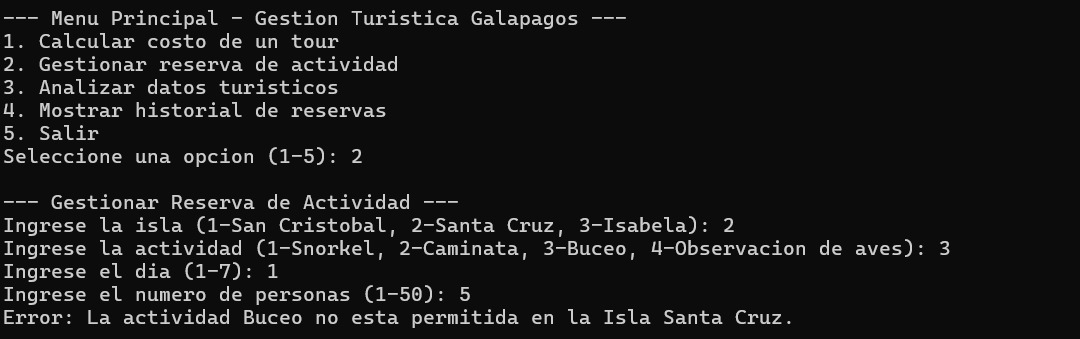 --- Menu Principal - Gestion Turistica Galapagos ---
1. Calcular costo de un tour
2. Gestionar reserva de actividad
3. Analizar datos turisticos
4. Mostrar historial de reservas
5. Salir
Seleccione una opcion (1-5): 2
--- Gestionar Reserva de Actividad ---
Ingrese la isla (1-San Cristobal, 2-Santa Cruz, 3-Isabela): 2
Ingrese la actividad (1-Snorkel, 2-Caminata, 3-Buceo, 4-Observacion de aves): 3
Ingrese el dia (1-7): 1
Ingrese el numero de personas (1-50): 5
Error: La actividad Buceo no esta permitida en la Isla Santa Cruz.